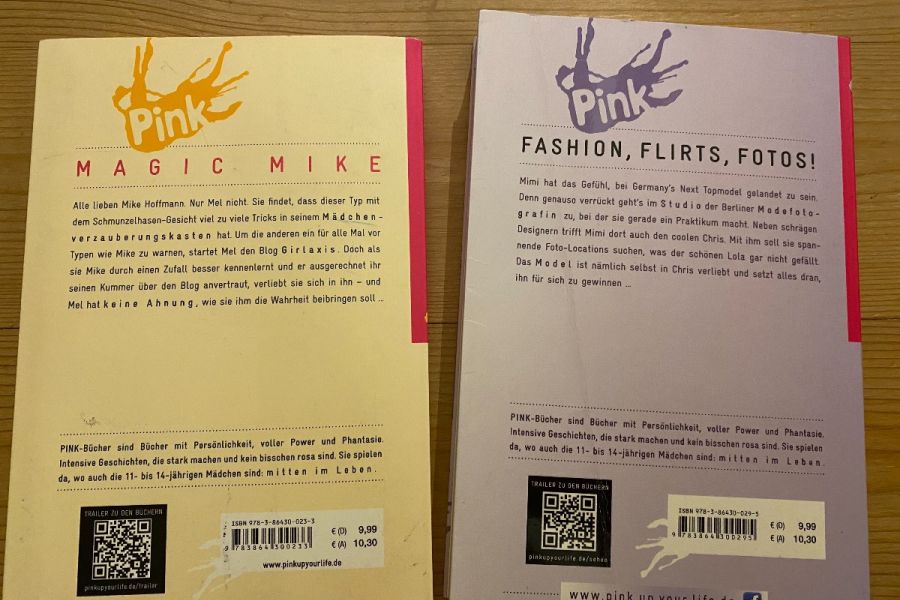 Pink
MAGIC MIKE
Alle lieben Mike Hoffmann. Nur Mel nicht. Sie findet, dass dieser Typ mit
dem Schmunzelhasen-Gesicht viel zu viele Tricks in seinem Mädchen-
verzauberungskasten hat. Um die anderen ein für alle Mal vor
Typen wie Mike zu warnen, startet Mel den Blog Girlaxis. Doch als
sie Mike durch einen Zufall besser kennenlernt und er ausgerechnet ihr
seinen Kummer über den Blog anvertraut, verliebt sie sich in ihn – und
Mel hat keine Ahnung, wie sie ihm die Wahrheit beibringen soll ...
PINK-Bücher sind Bücher mit Persönlichkeit, voller Power und Phantasie.
Intensive Geschichten, die stark machen und kein bisschen rosa sind. Sie spielen
da, wo auch die 11- bis 14-jährigen Mädchen sind: mitten im Leben.
TRAILER ZU DEN BÜCHERN
pinkupyourlife.de/trailer
ISBN 978-3-86430-023-3
€ (D) 9,99
€ (A) 10,30
9 783864 300233
www.pinkupyourlife.de
Pink
FASHION, FLIRTS, FOTOS!
Mimi hat das Gefühl, bei Germany's Next Topmodel gelandet zu sein.
Denn genauso verrückt geht's im Studio der Berliner Modefoto-
grafin zu, bei der sie gerade ein Praktikum macht. Neben schrägen
Designern trifft Mimi dort auch den coolen Chris. Mit ihm soll sie span-
nende Foto-Locations suchen, was der schönen Lola gar nicht gefällt.
Das Model ist nämlich selbst in Chris verliebt und setzt alles dran,
ihn für sich zu gewinnen ...
PINK-Bücher sind Bücher mit Persönlichkeit, voller Power und Phantasie.
Intensive Geschichten, die stark machen und kein bisschen rosa sind. Sie spielen
da, wo auch die 11- bis 14-jährigen Mädchen sind: mitten im Leben.
TRAILER ZU DEN BÜCHERN
ISBN 978-3-86430-029-5
€ (D) 9,99
€ (A) 10,30
9 783864 300295
www.pink up your life.de
f